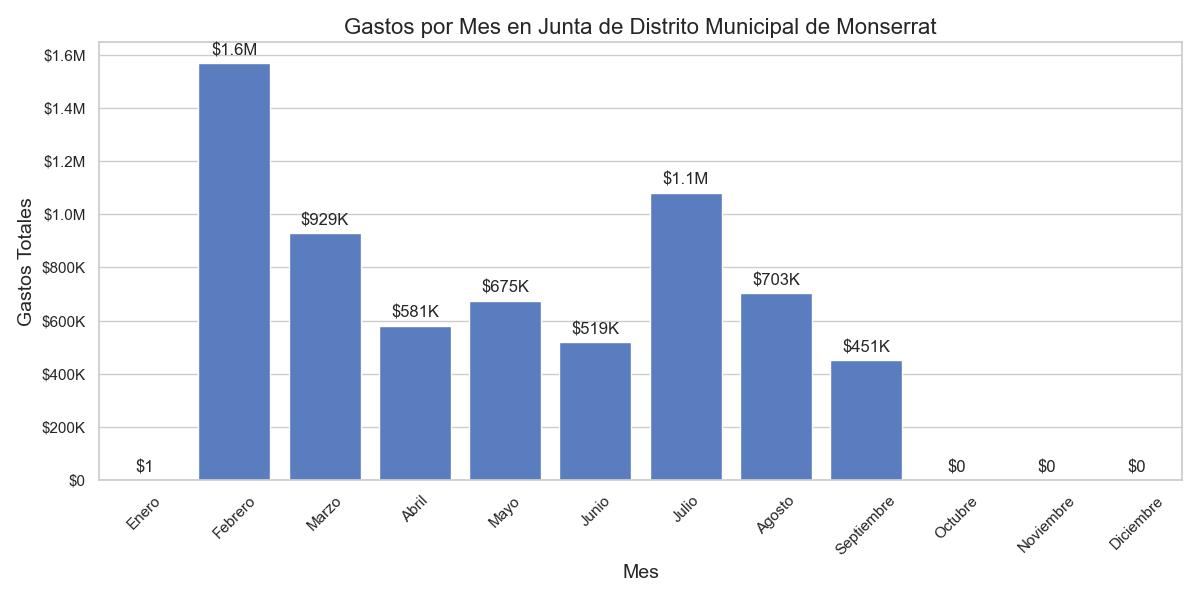 Gastos por Mes en Junta de Distrito Municipal de Monserrat
Gastos Totales
$1.6M
$1.4M
$1.2M
$1.0M
$800K
$600K
$400K
$200K
$0
$1
$1.6M
$929K
$581K
$675K
$519K
$1.1M
$703K
$451K
$0
$0
$0
Enero
Febrero
Marzo
Abril
Mayo
Junio
Julio
Agosto
Septiembre
Octubre
Noviembre
Diciembre
Mes